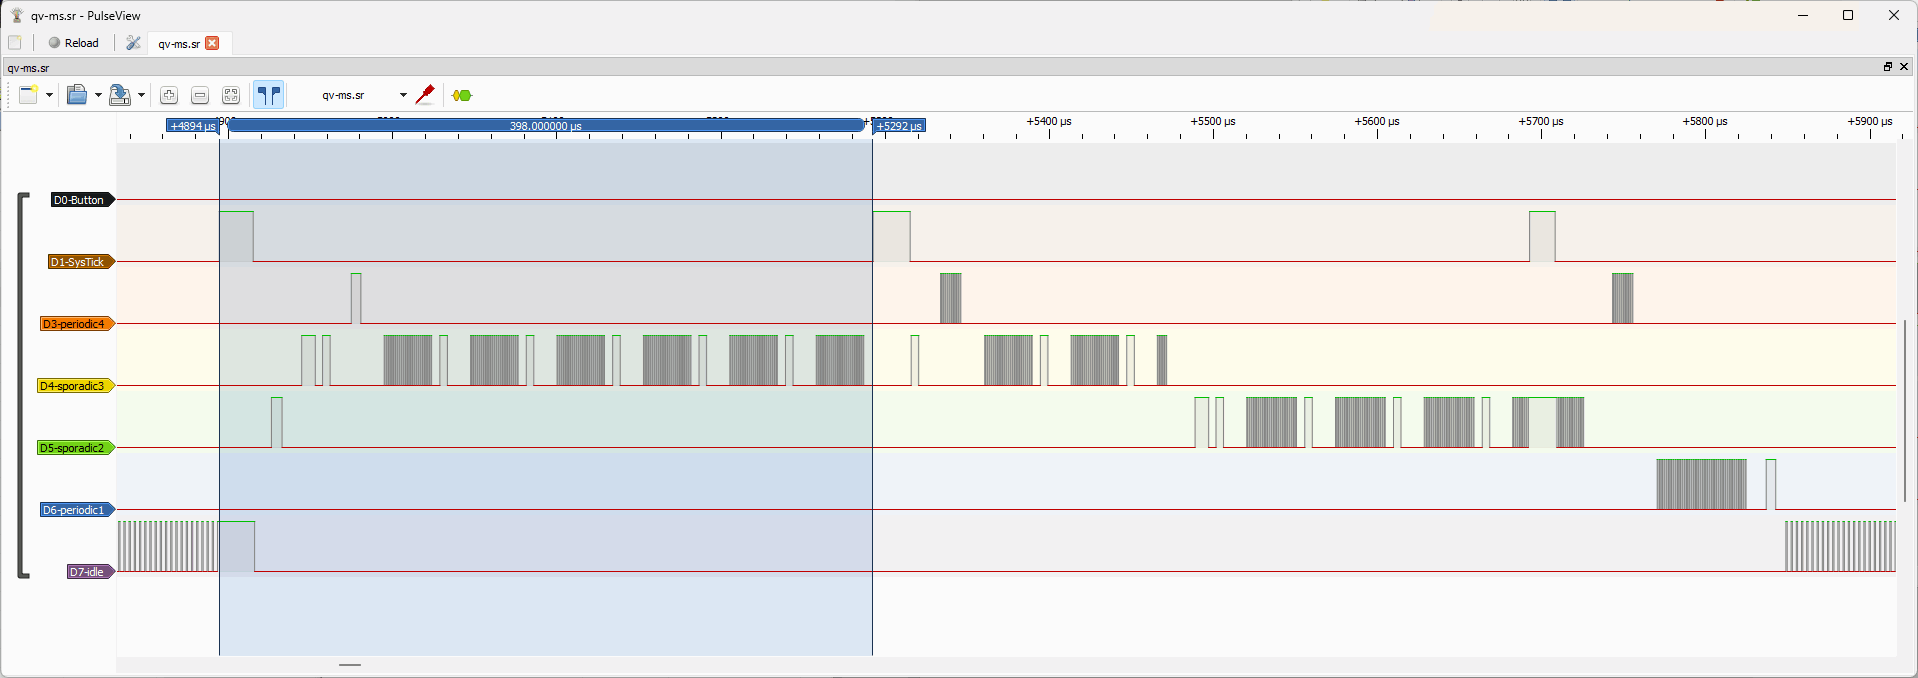 qv-ms.sr - PulseView
Reload
qv-ms.sr
qv-ms.sr
qv-ms.sr
+4894 µs
398.000000 µs
+5292 µs
+5400 µs
+5500 µs
+5600 µs
+5700 µs
+5800 µs
+5900 µs
D0-Button
D1-SysTick
D3-periodic4
D4-sporadic3
D5-sporadic2
D6-periodic1
D7-idle